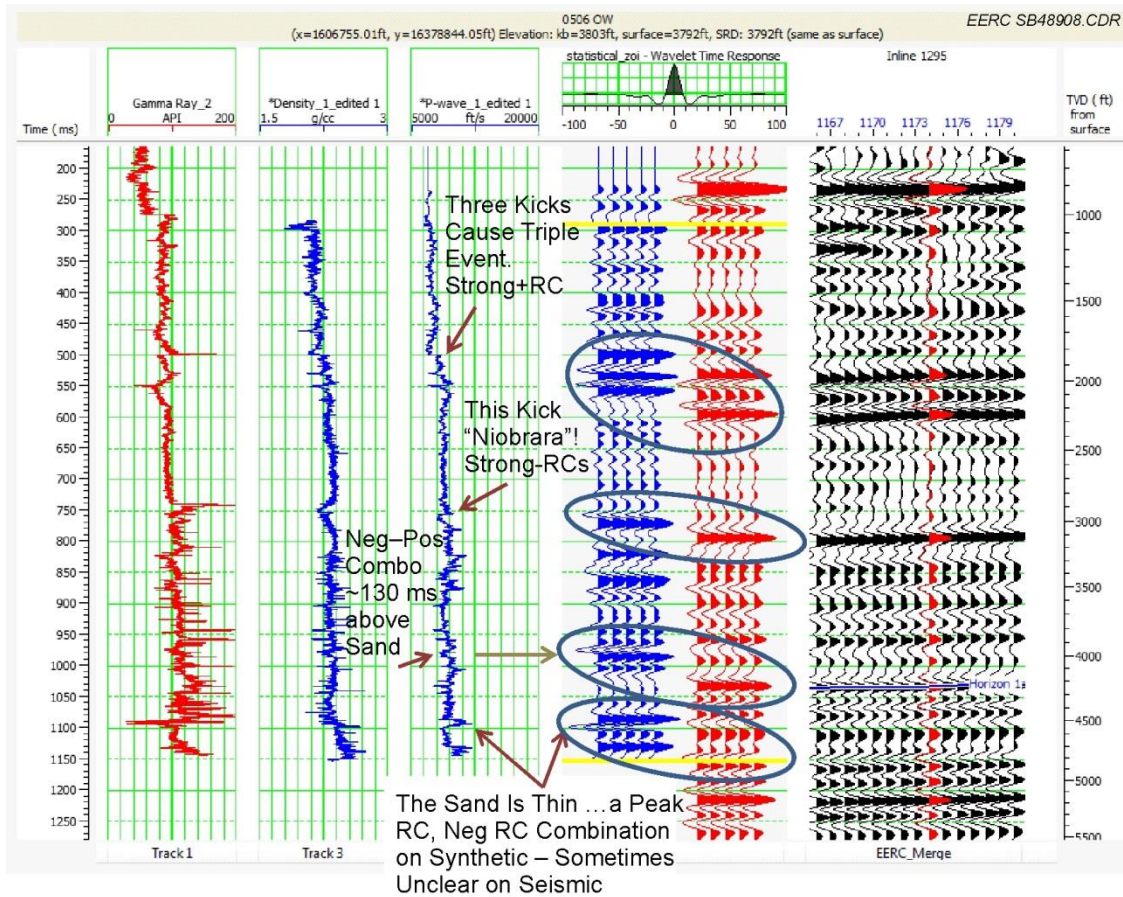 0506 OW
EERC SB48908.CDR
(x=1606755.01ft, y=16378844.05ft) Elevation: kb=3803ft, surface=3792ft, SRD: 3792ft (same as surface)
statistical_zoi - Wavelet Time Response
Inline 1295
Gamma Ray_2
0 API 200
*Density_1_edited 1
1.5 g/cc 3
*P-wave_1_edited 1
5000 ft/s 20000
-100 -50 0 50 100
1167 1170 1173 1176 1179
Time (ms)
TVD (ft)
from
surface
200
250
300
350
400
450
500
550
600
650
700
750
800
850
900
950
1000
1050
1100
1150
1200
1250
Three Kicks
Cause Triple
Event.
Strong+RC
This Kick
“Niobrara”!
Strong-RCs
Neg–Pos
Combo
~130 ms
above
Sand
The Sand Is Thin …a Peak
RC, Neg RC Combination
on Synthetic – Sometimes
Unclear on Seismic
1000
1500
2000
2500
3000
3500
4000
4500
5000
5500
Track 1
Track 3
EERC_Merge